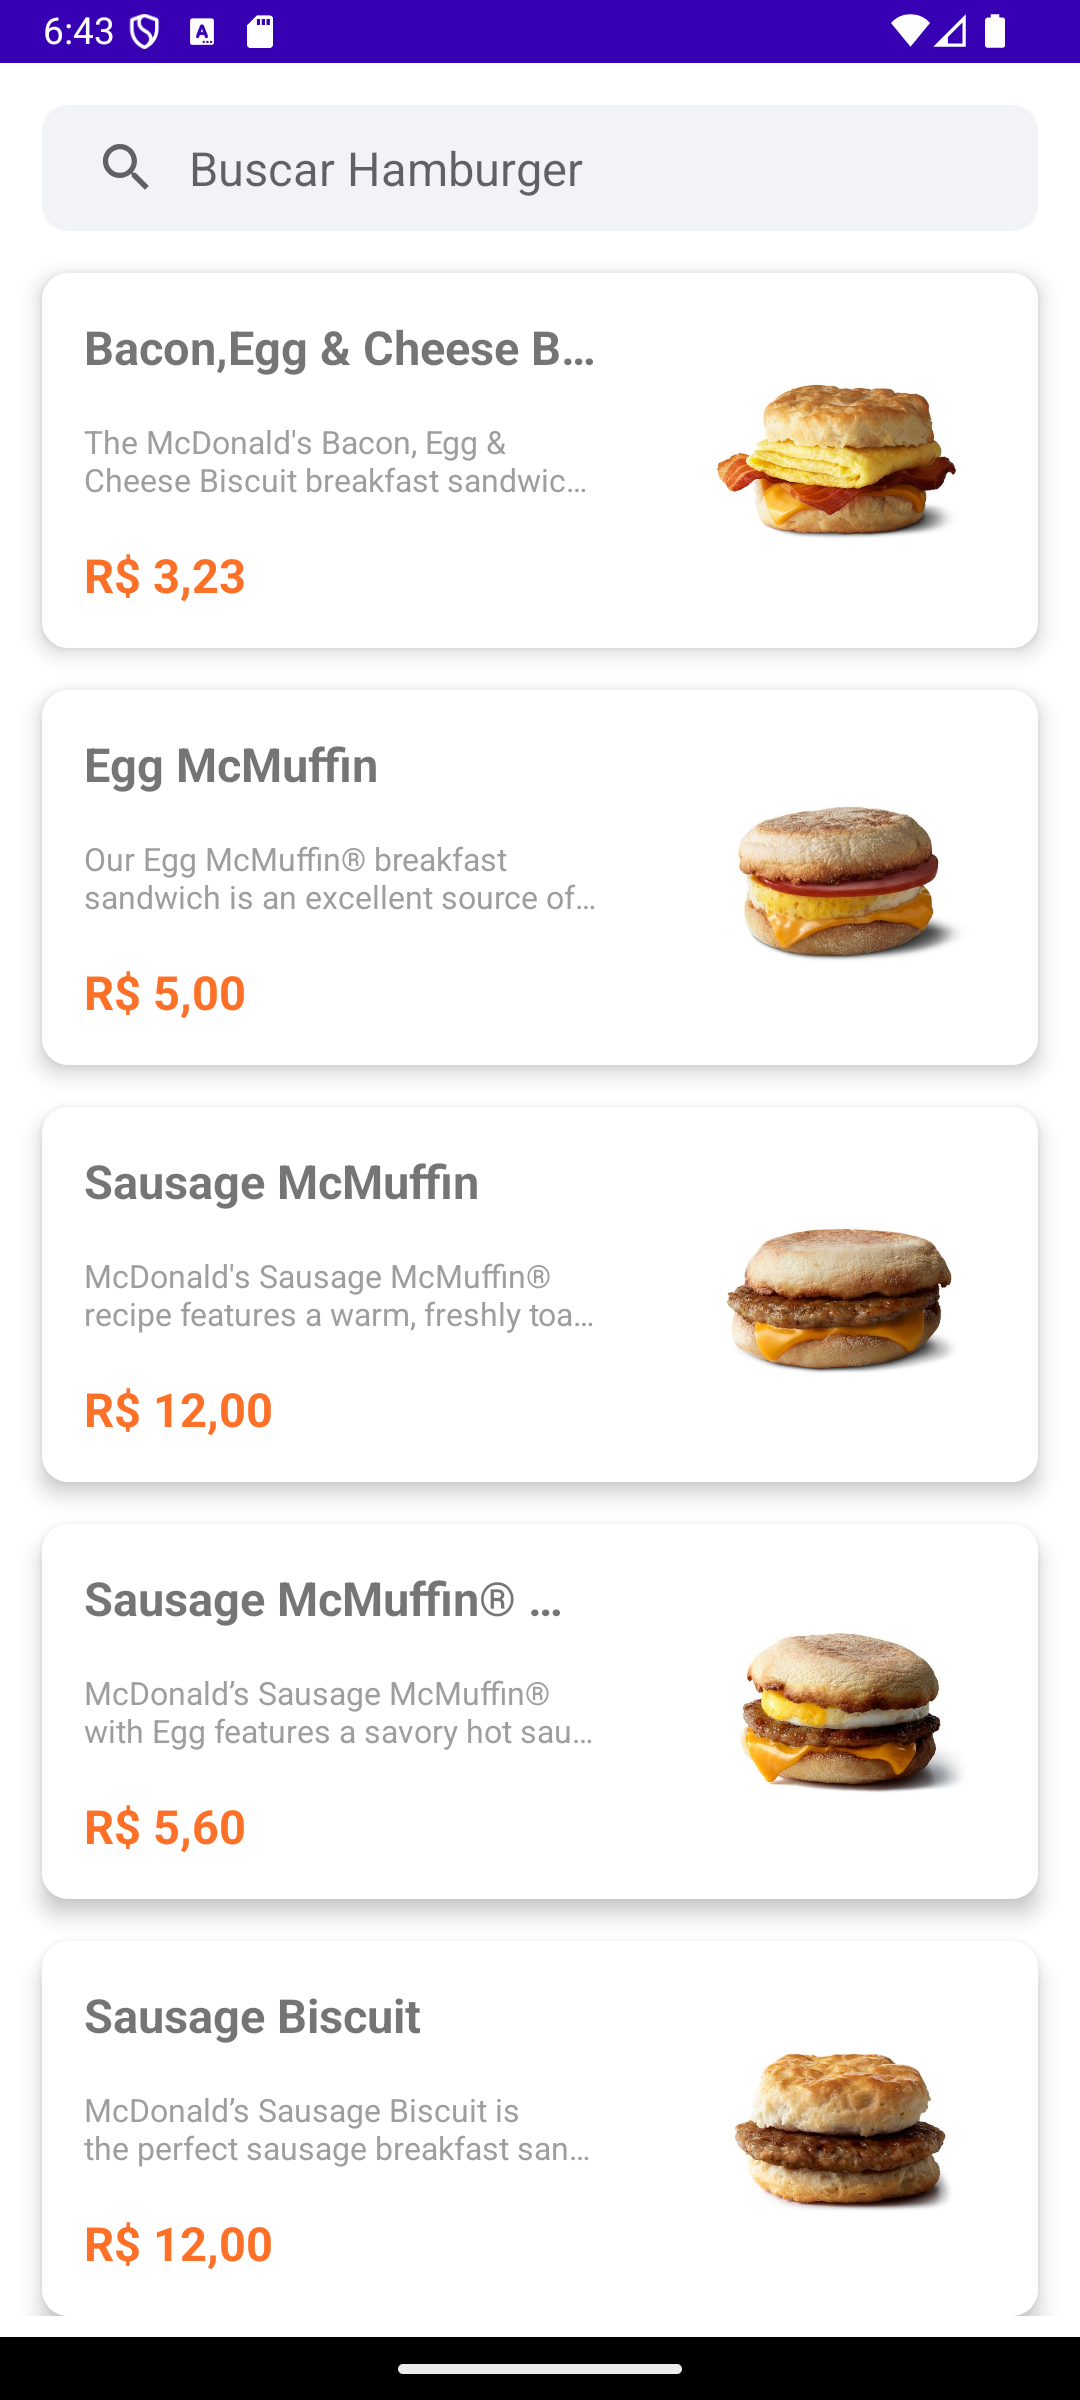 6:43
Buscar Hamburger
Bacon,Egg & Cheese B...
The McDonald's Bacon, Egg &
Cheese Biscuit breakfast sandwic...
R$ 3,23
Egg McMuffin
Our Egg McMuffin® breakfast
sandwich is an excellent source of...
R$ 5,00
Sausage McMuffin
McDonald's Sausage McMuffin®
recipe features a warm, freshly toa...
R$ 12,00
Sausage McMuffin® ...
McDonald’s Sausage McMuffin®
with Egg features a savory hot sau...
R$ 5,60
Sausage Biscuit
McDonald’s Sausage Biscuit is
the perfect sausage breakfast san...
R$ 12,00